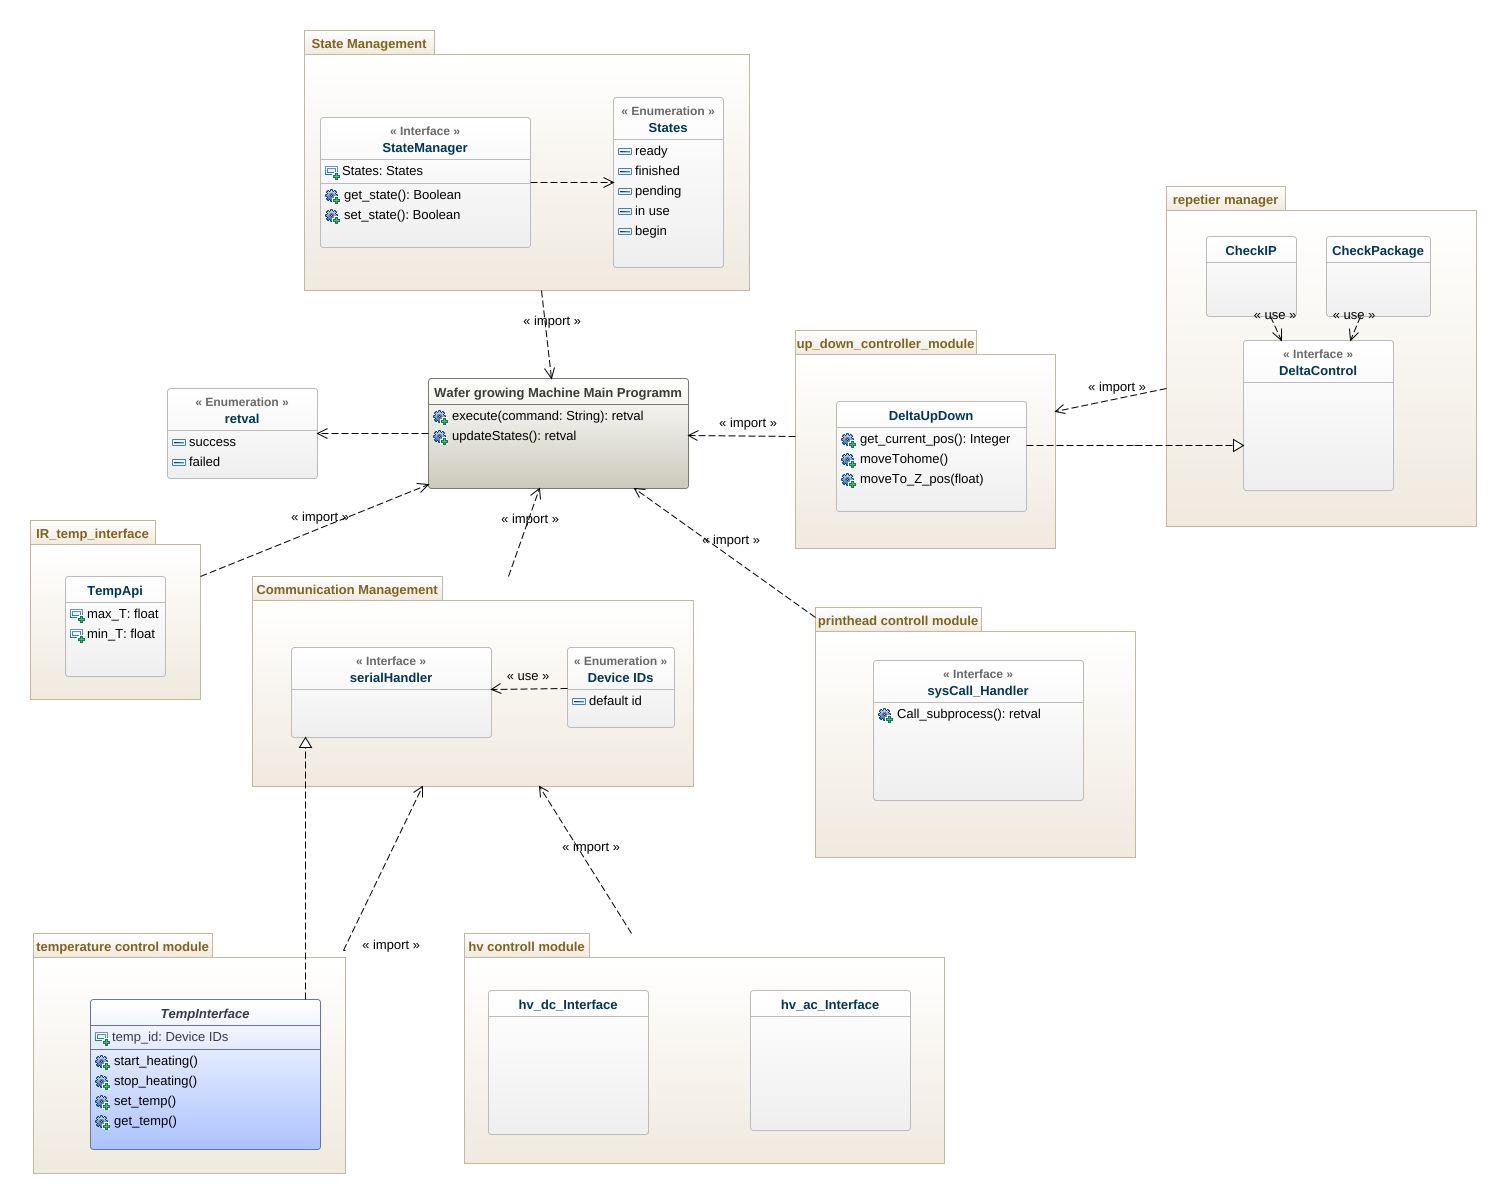 State Management
« Interface »
StateManager
States: States
get_state(): Boolean
set_state(): Boolean
« Enumeration »
States
ready
finished
pending
in use
begin
repetier manager
CheckIP
CheckPackage
« use »
« use »
« Interface »
DeltaControl
« import »
up_down_controller_module
DeltaUpDown
get_current_pos(): Integer
moveTohome()
moveTo_Z_pos(float)
« import »
« import »
Wafer growing Machine Main Programm
execute(command: String): retval
updateStates(): retval
« Enumeration »
retval
success
failed
« import »
« import »
« import »
IR_temp_interface
TempApi
max_T: float
min_T: float
Communication Management
« Interface »
serialHandler
« use »
« Enumeration »
Device IDs
default id
printhead controll module
« Interface »
sysCall_Handler
Call_subprocess(): retval
« import »
« import »
temperature control module
TempInterface
temp_id: Device IDs
start_heating()
stop_heating()
set_temp()
get_temp()
hv controll module
hv_dc_Interface
hv_ac_Interface